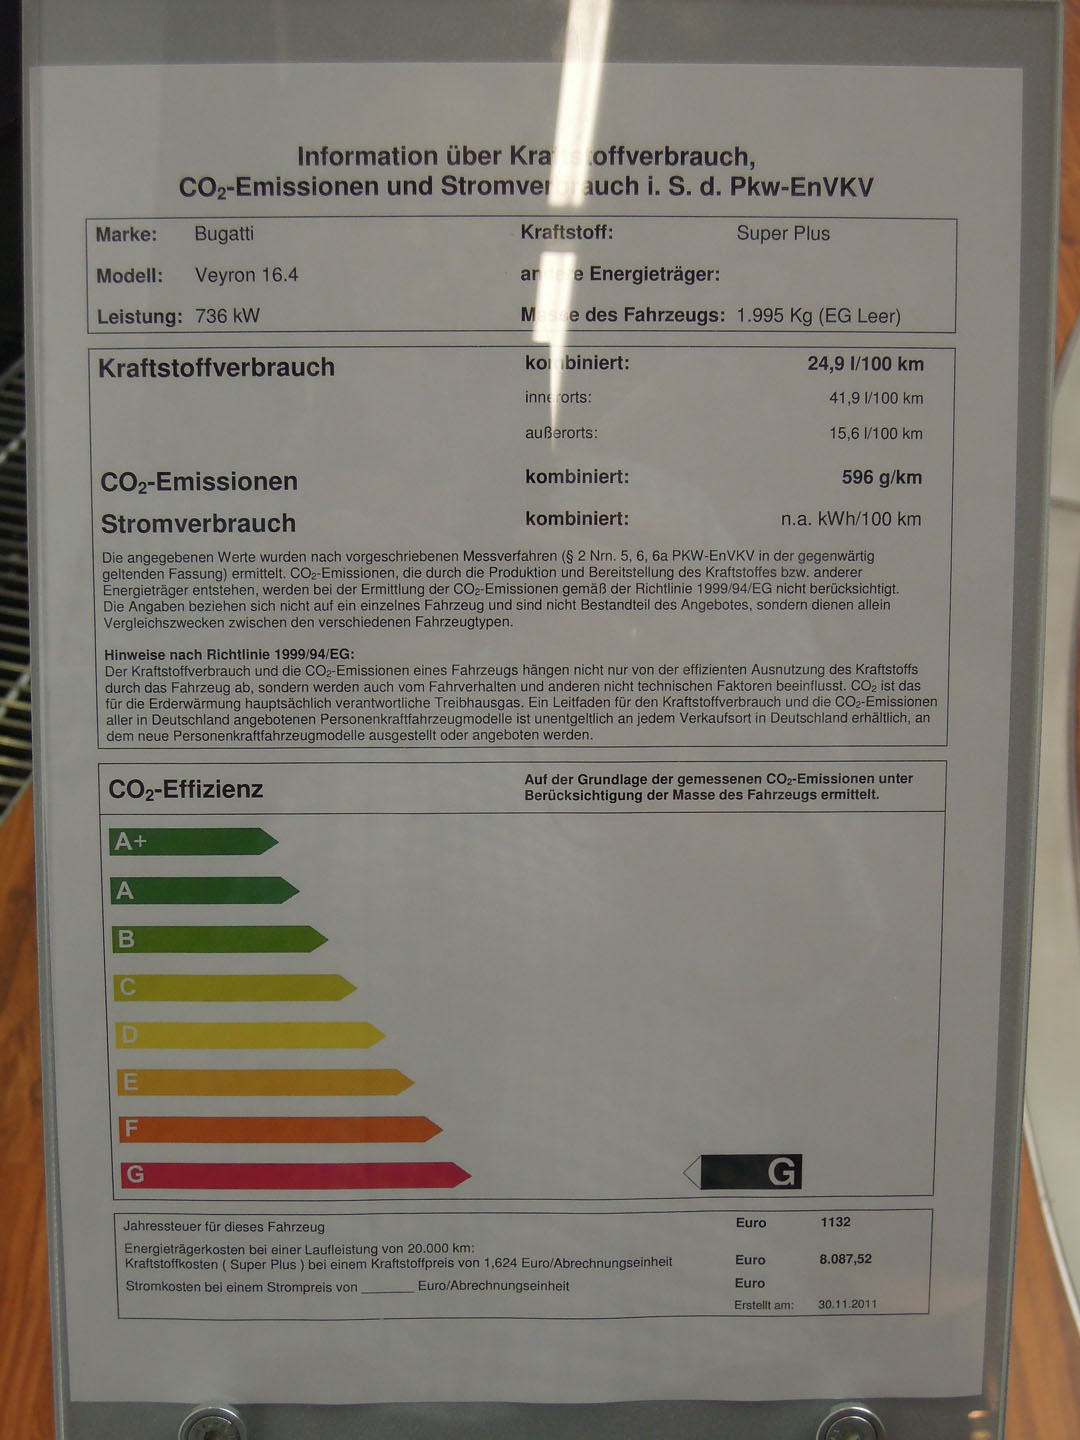 Information über Kraftstoffverbrauch,
CO₂-Emissionen und Stromverbrauch i. S. d. Pkw-EnVKV
Marke: Bugatti Kraftstoff: Super Plus
Modell: Veyron 16.4 andere Energieträger:
Leistung: 736 kW Masse des Fahrzeugs: 1.995 Kg (EG Leer)
Kraftstoffverbrauch kombiniert: 24,9 l/100 km
innerorts: 41,9 l/100 km
außerorts: 15,6 l/100 km
CO₂-Emissionen kombiniert: 596 g/km
Stromverbrauch kombiniert: n.a. kWh/100 km
Die angegebenen Werte wurden nach vorgeschriebenen Messverfahren (§ 2 Nrn. 5, 6, 6a PKW-EnVKV in der gegenwärtig
geltenden Fassung) ermittelt. CO₂-Emissionen, die durch die Produktion und Bereitstellung des Kraftstoffes bzw. anderer
Energieträger entstehen, werden bei der Ermittlung der CO₂-Emissionen gemäß der Richtlinie 1999/94/EG nicht berücksichtigt.
Die Angaben beziehen sich nicht auf ein einzelnes Fahrzeug und sind nicht Bestandteil des Angebotes, sondern dienen allein
Vergleichszwecken zwischen den verschiedenen Fahrzeugtypen.
Hinweise nach Richtlinie 1999/94/EG:
Der Kraftstoffverbrauch und die CO₂-Emissionen eines Fahrzeugs hängen nicht nur von der effizienten Ausnutzung des Kraftstoffs
durch das Fahrzeug ab, sondern werden auch vom Fahrverhalten und anderen nicht technischen Faktoren beeinflusst. CO₂ ist das
für die Erderwärmung hauptsächlich verantwortliche Treibhausgas. Ein Leitfaden für den Kraftstoffverbrauch und die CO₂-Emissionen
aller in Deutschland angebotenen Personenkraftfahrzeugmodelle ist unentgeltlich an jedem Verkaufsort in Deutschland erhältlich, an
dem neue Personenkraftfahrzeugmodelle ausgestellt oder angeboten werden.
CO₂-Effizienz Auf der Grundlage der gemessenen CO₂-Emissionen unter
Berücksichtigung der Masse des Fahrzeugs ermittelt.
A+
A
B
C
D
E
F
G G
Jahressteuer für dieses Fahrzeug Euro 1132
Energieträgerkosten bei einer Laufleistung von 20.000 km:
Kraftstoffkosten ( Super Plus ) bei einem Kraftstoffpreis von 1,624 Euro/Abrechnungseinheit Euro 8.087,52
Stromkosten bei einem Strompreis von _______ Euro/Abrechnungseinheit Euro
Erstellt am: 30.11.2011